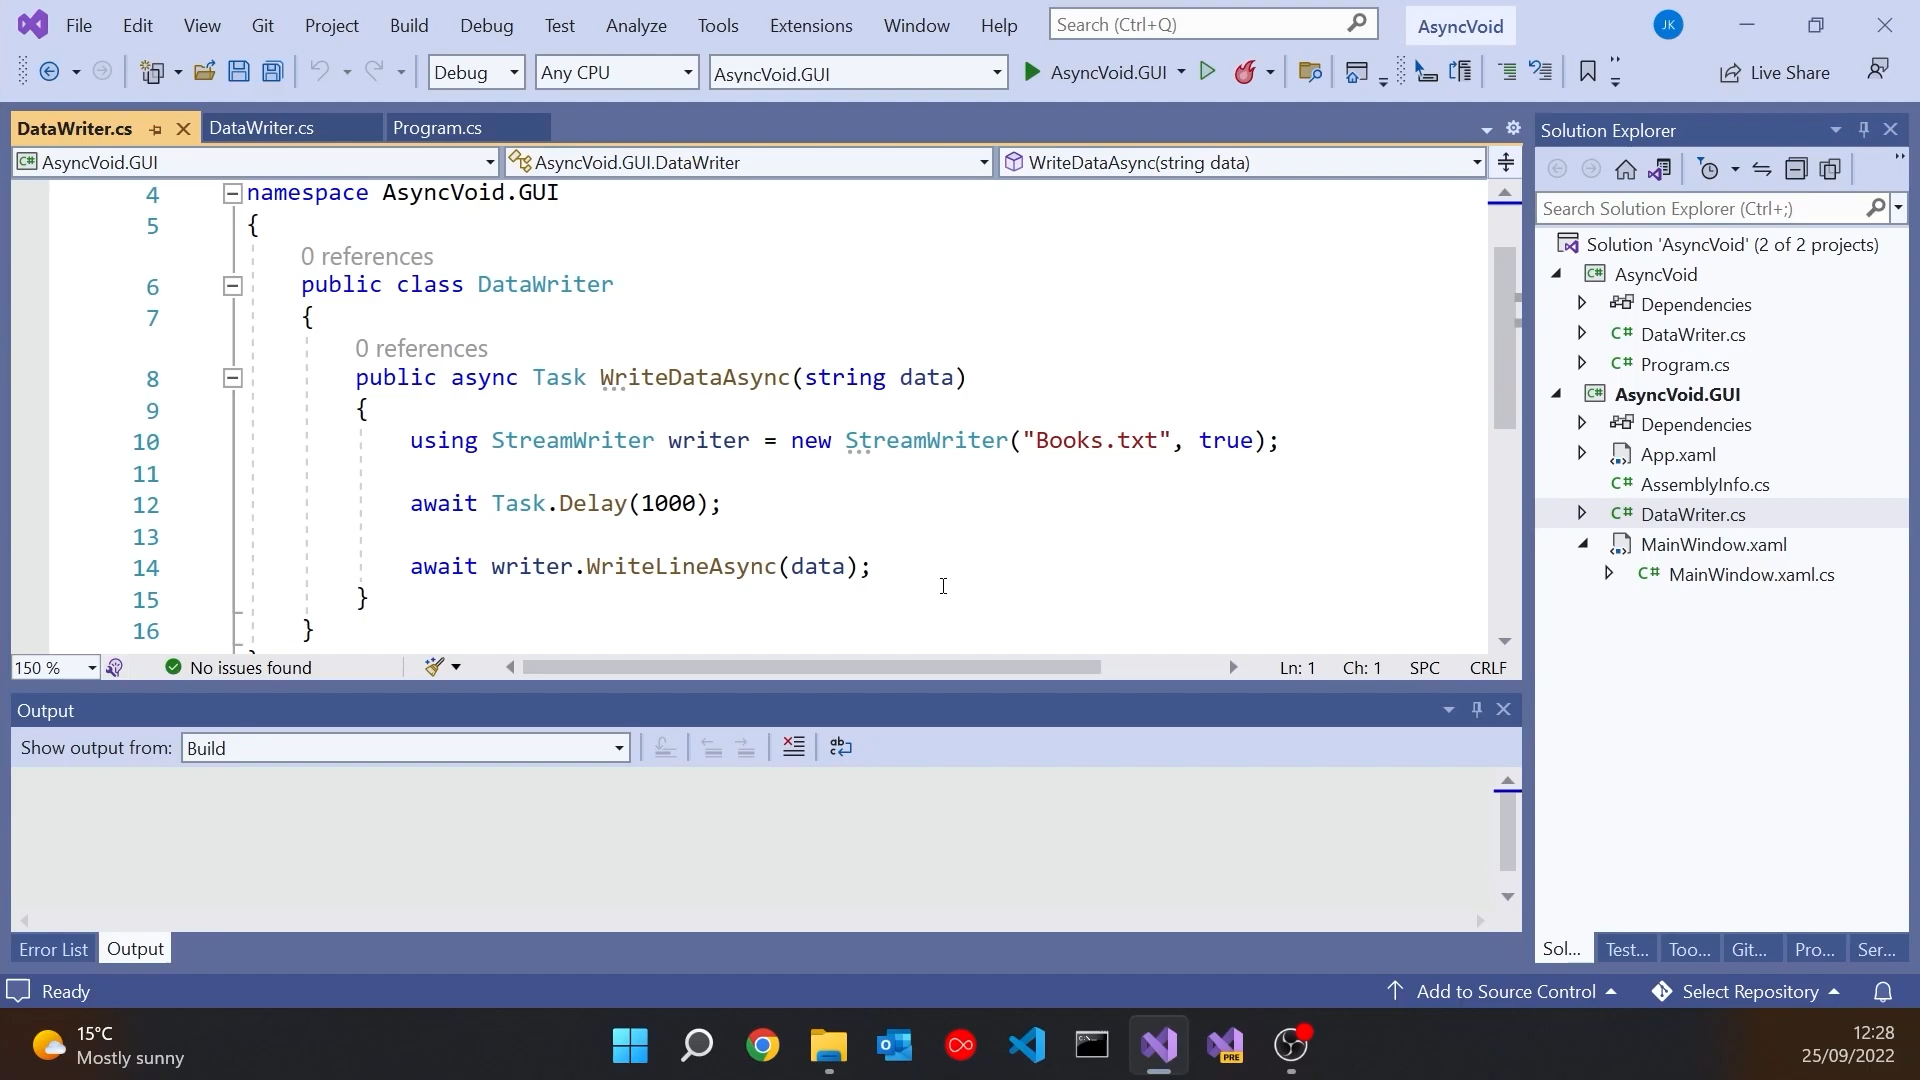 File Edit View Git Project Build Debug Test Analyze Tools Extensions Window Help Search (Ctrl+Q) AsyncVoid JK
Debug Any CPU AsyncVoid.GUI AsyncVoid.GUI Live Share
DataWriter.cs DataWriter.cs Program.cs
AsyncVoid.GUI AsyncVoid.GUI.DataWriter WriteDataAsync(string data)
4 namespace AsyncVoid.GUI
5 {
0 references
6 public class DataWriter
7 {
0 references
8 public async Task WriteDataAsync(string data)
9 {
10 using StreamWriter writer = new StreamWriter("Books.txt", true);
11
12 await Task.Delay(1000);
13
14 await writer.WriteLineAsync(data);
15 }
16 }
150 % No issues found Ln: 1 Ch: 1 SPC CRLF
Output
Show output from: Build
Error List Output
Solution Explorer
Search Solution Explorer (Ctrl+;)
Solution 'AsyncVoid' (2 of 2 projects)
C# AsyncVoid
Dependencies
C# DataWriter.cs
C# Program.cs
C# AsyncVoid.GUI
Dependencies
App.xaml
C# AssemblyInfo.cs
C# DataWriter.cs
MainWindow.xaml
C# MainWindow.xaml.cs
Sol... Test... Too... Git... Pro... Ser...
Ready Add to Source Control Select Repository
15°C
Mostly sunny
PRE
12:28
25/09/2022